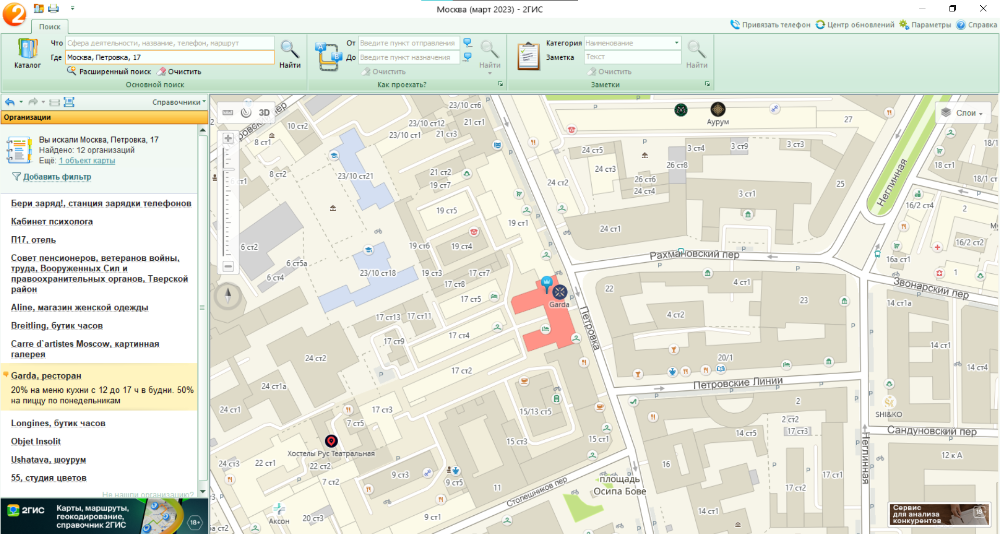 Москва (март 2023) - 2ГИС
Поиск
Привязать телефон
Центр обновлений
Параметры
Справка
Каталог
Что
Сфера деятельности, название, телефон, маршрут
Где
Москва, Петровка, 17
Расширенный поиск
Очистить
Найти
Основной поиск
От
Введите пункт отправления
До
Введите пункт назначения
Очистить
Найти
Как проехать?
Категория
Наименование
Заметка
Текст
Очистить
Найти
Заметки
Справочники
Организации
Вы искали Москва, Петровка, 17
Найдено: 12 организаций
Ещё: 1 объект карты
Добавить фильтр
Бери заряд!, станция зарядки телефонов
Кабинет психолога
П17, отель
Совет пенсионеров, ветеранов войны,
труда, Вооруженных Сил и
правоохранительных органов, Тверской
район
Aline, магазин женской одежды
Breitling, бутик часов
Carre d`artistes Moscow, картинная
галерея
Garda, ресторан
20% на меню кухни с 12 до 17 ч в будни. 50%
на пиццу по понедельникам
Longines, бутик часов
Objet Insolit
Ushatava, шоурум
55, студия цветов
Не нашли организацию?
2ГИС
Карты, маршруты,
геокодирование,
справочник 2ГИС
18+
3D
Слои
23/10 ст6
10 ст2
23/10 ст12
21 ст1
27
Аурум
8 ст1
23/10 ст1
21 ст3
24 ст5
3 ст4
3 ст9
3 ст3
18/1
8 ст2
23/10 ст21
21 ст2
19 ст7
24 ст3
26 ст8
18 ст1
6 ст1
24 ст2
26 ст6
24 ст4
25
18/1 ст
3 ст1
Неглинная
16/2 ст4
2
19 ст5
19 ст1
24 ст1
6 ст2
19 ст6
19 ст4
16/2 ст2
Рахмановский пер
16а ст1
6 ст5а
6 ст4
23/10 ст18
19 ст3
17 ст7
1
17 ст8
22
4 ст1
Звонарский пер
17 ст5
Garda
23
14 ст1а
17 ст13
17 ст11
4 ст2
Петровка
17 ст4
17 ст9
14 ст1
24 ст2
20/1
17 ст2
14 ст4
24 ст1а
Петровские Линии
24 ст1
17 ст3
15/13 ст5
2
SHI&KO
7 ст5
2 ст2
17 ст3
14 ст5
Сандуновский пер
15 ст3
15 ст1
Хостелы Рус Театральная
Неглинная
24 ст3
22 ст1
22 ст2
16
12 к А
9 ст3
7 ст2
9 ст5
17 ст1
площадь
Осипа Бове
11
17 ст2
Столешников пер
Аксон
20 ст3
9 ст1
14 ст1
Сервис
для анализа
конкурентов
18+